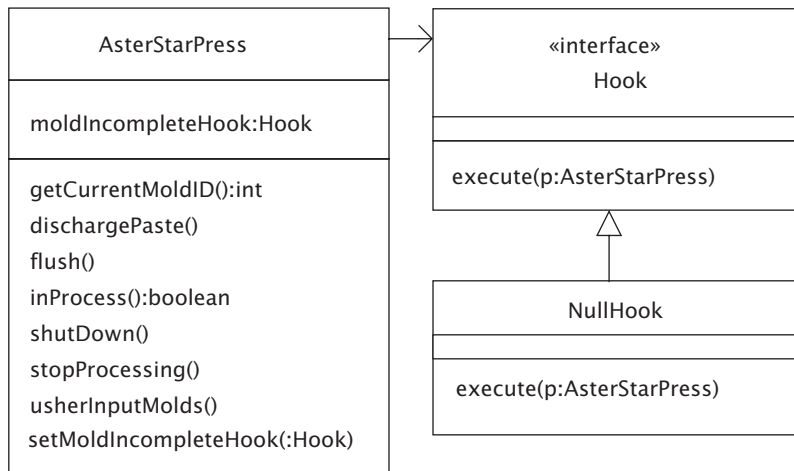 AsterStarPress
moldIncompleteHook:Hook
getCurrentMoldID():int
dischargePaste()
flush()
inProcess():boolean
shutDown()
stopProcessing()
usherInputMolds()
setMoldIncompleteHook(:Hook)
«interface»
Hook
execute(p:AsterStarPress)
NullHook
execute(p:AsterStarPress)